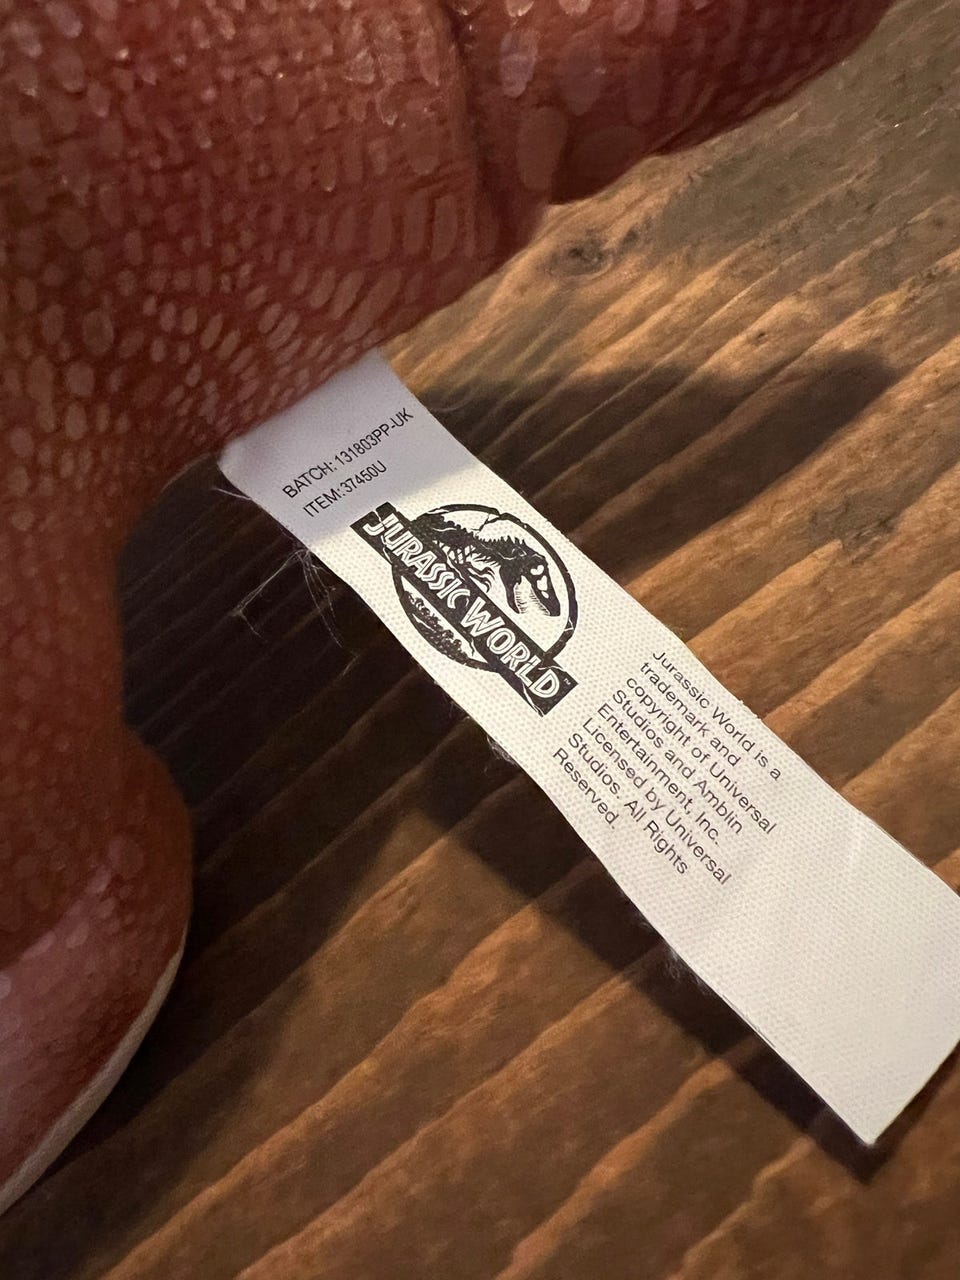 BATCH: 131803PP-UK
ITEM: 37450U
JURASSIC WORLD™
Jurassic World is a
trademark and
copyright of Universal
Studios and Amblin
Entertainment, Inc.
Licensed by Universal
Studios. All Rights
Reserved.